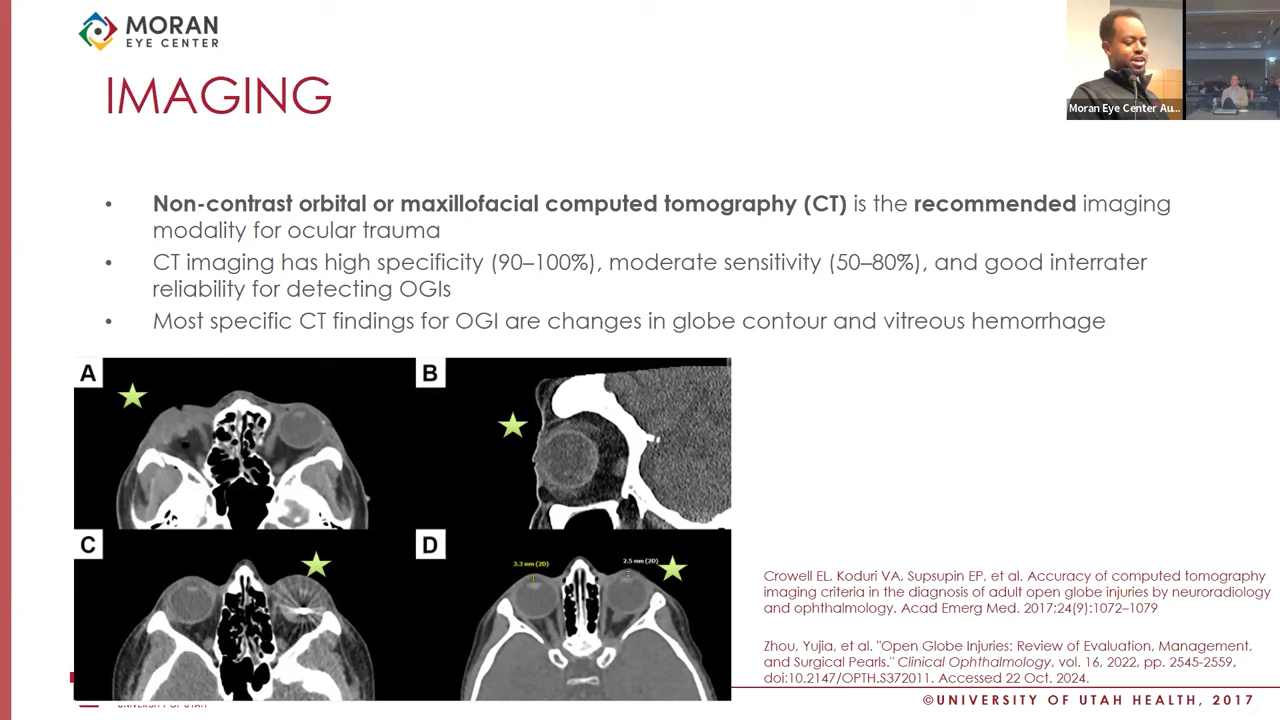 MORAN
EYE CENTER
IMAGING
Moran Eye Center Au...
• Non-contrast orbital or maxillofacial computed tomography (CT) is the recommended imaging
modality for ocular trauma
• CT imaging has high specificity (90–100%), moderate sensitivity (50–80%), and good interrater
reliability for detecting OGIs
• Most specific CT findings for OGI are changes in globe contour and vitreous hemorrhage
A
B
C
D
3.3 mm (2D)
2.5 mm (2D)
Crowell EL, Koduri VA, Supsupin EP, et al. Accuracy of computed tomography
imaging criteria in the diagnosis of adult open globe injuries by neuroradiology
and ophthalmology. Acad Emerg Med. 2017;24(9):1072–1079
Zhou, Yujia, et al. "Open Globe Injuries: Review of Evaluation, Management,
and Surgical Pearls." Clinical Ophthalmology, vol. 16, 2022, pp. 2545-2559,
doi:10.2147/OPTH.S372011. Accessed 22 Oct. 2024.
UNIVERSITY OF UTAH
©UNIVERSITY OF UTAH HEALTH, 2017